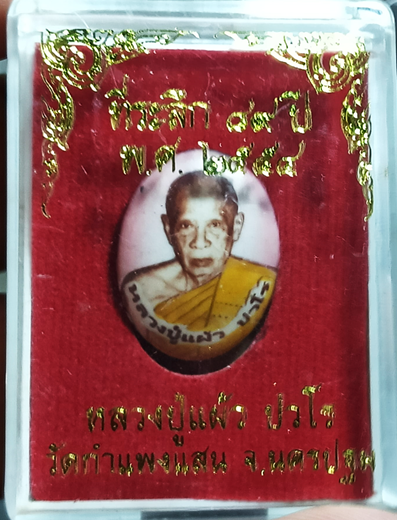 ที่ระลึก ๘๙ ปี
พ.ศ. ๒๕๕๔
หลวงปู่แผ้ว ปวโร
หลวงปู่แผ้ว ปวโร
วัดกำแพงแสน จ.นครปฐม